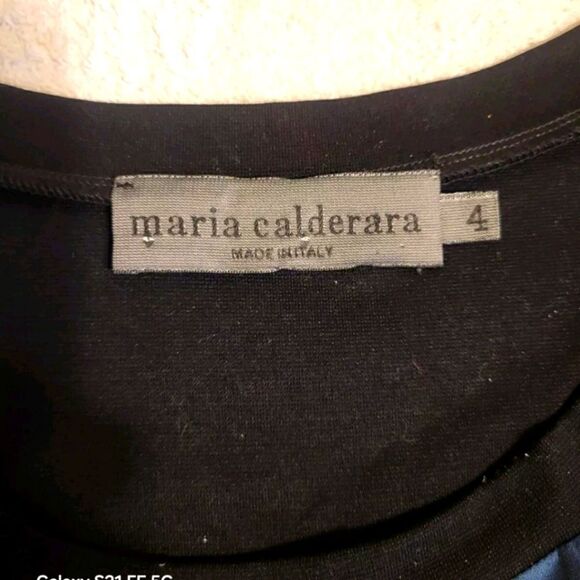 maria calderara
4
MADE IN ITALY
Galaxy S21 FE 5G